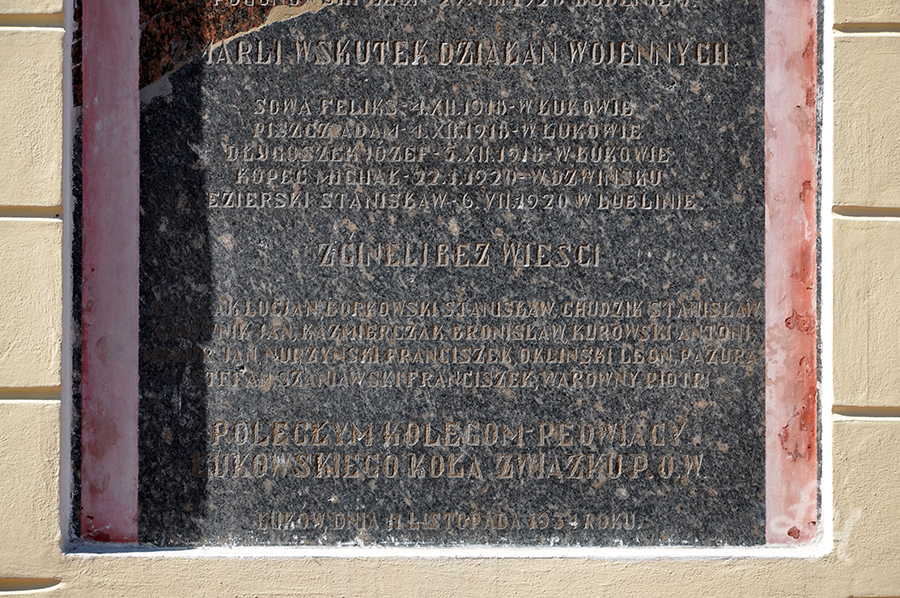 ZMARLI WSKUTEK DZIAŁAŃ WOJENNYCH.
SOWA FELIKS - 4.XII.1918 - W ŁUKOWIE
PISZCZ ADAM - 4.XII.1918 - W ŁUKOWIE
DŁUGOSZEK JÓZEF - 5.XII.1918 - W ŁUKOWIE
KOPEĆ MICHAŁ - 22.I.1920 - W DŹWIŃSKU
EZIERSKI STANISŁAW - 6.VII.1920 W LUBLINIE.
ZGINĘLI BEZ WIEŚCI
LUCJAN, BORKOWSKI STANISŁAW, CHUDZIK STANISŁAW
JAN, KAŹMIERCZAK BRONISŁAW, KUROWSKI ANTONI,
JAN, NURZYŃSKI FRANCISZEK, OKLIŃSKI LEON, PAZURA
STEFAN, SZANIAWSKI FRANCISZEK, WAROWNY PIOTR
POLEGŁYM KOLEGOM - PEOWIACY
ŁUKOWSKIEGO KOŁA ZWIĄZKU P.O.W.
ŁUKÓW, DNIA 11 LISTOPADA 1934 ROKU.